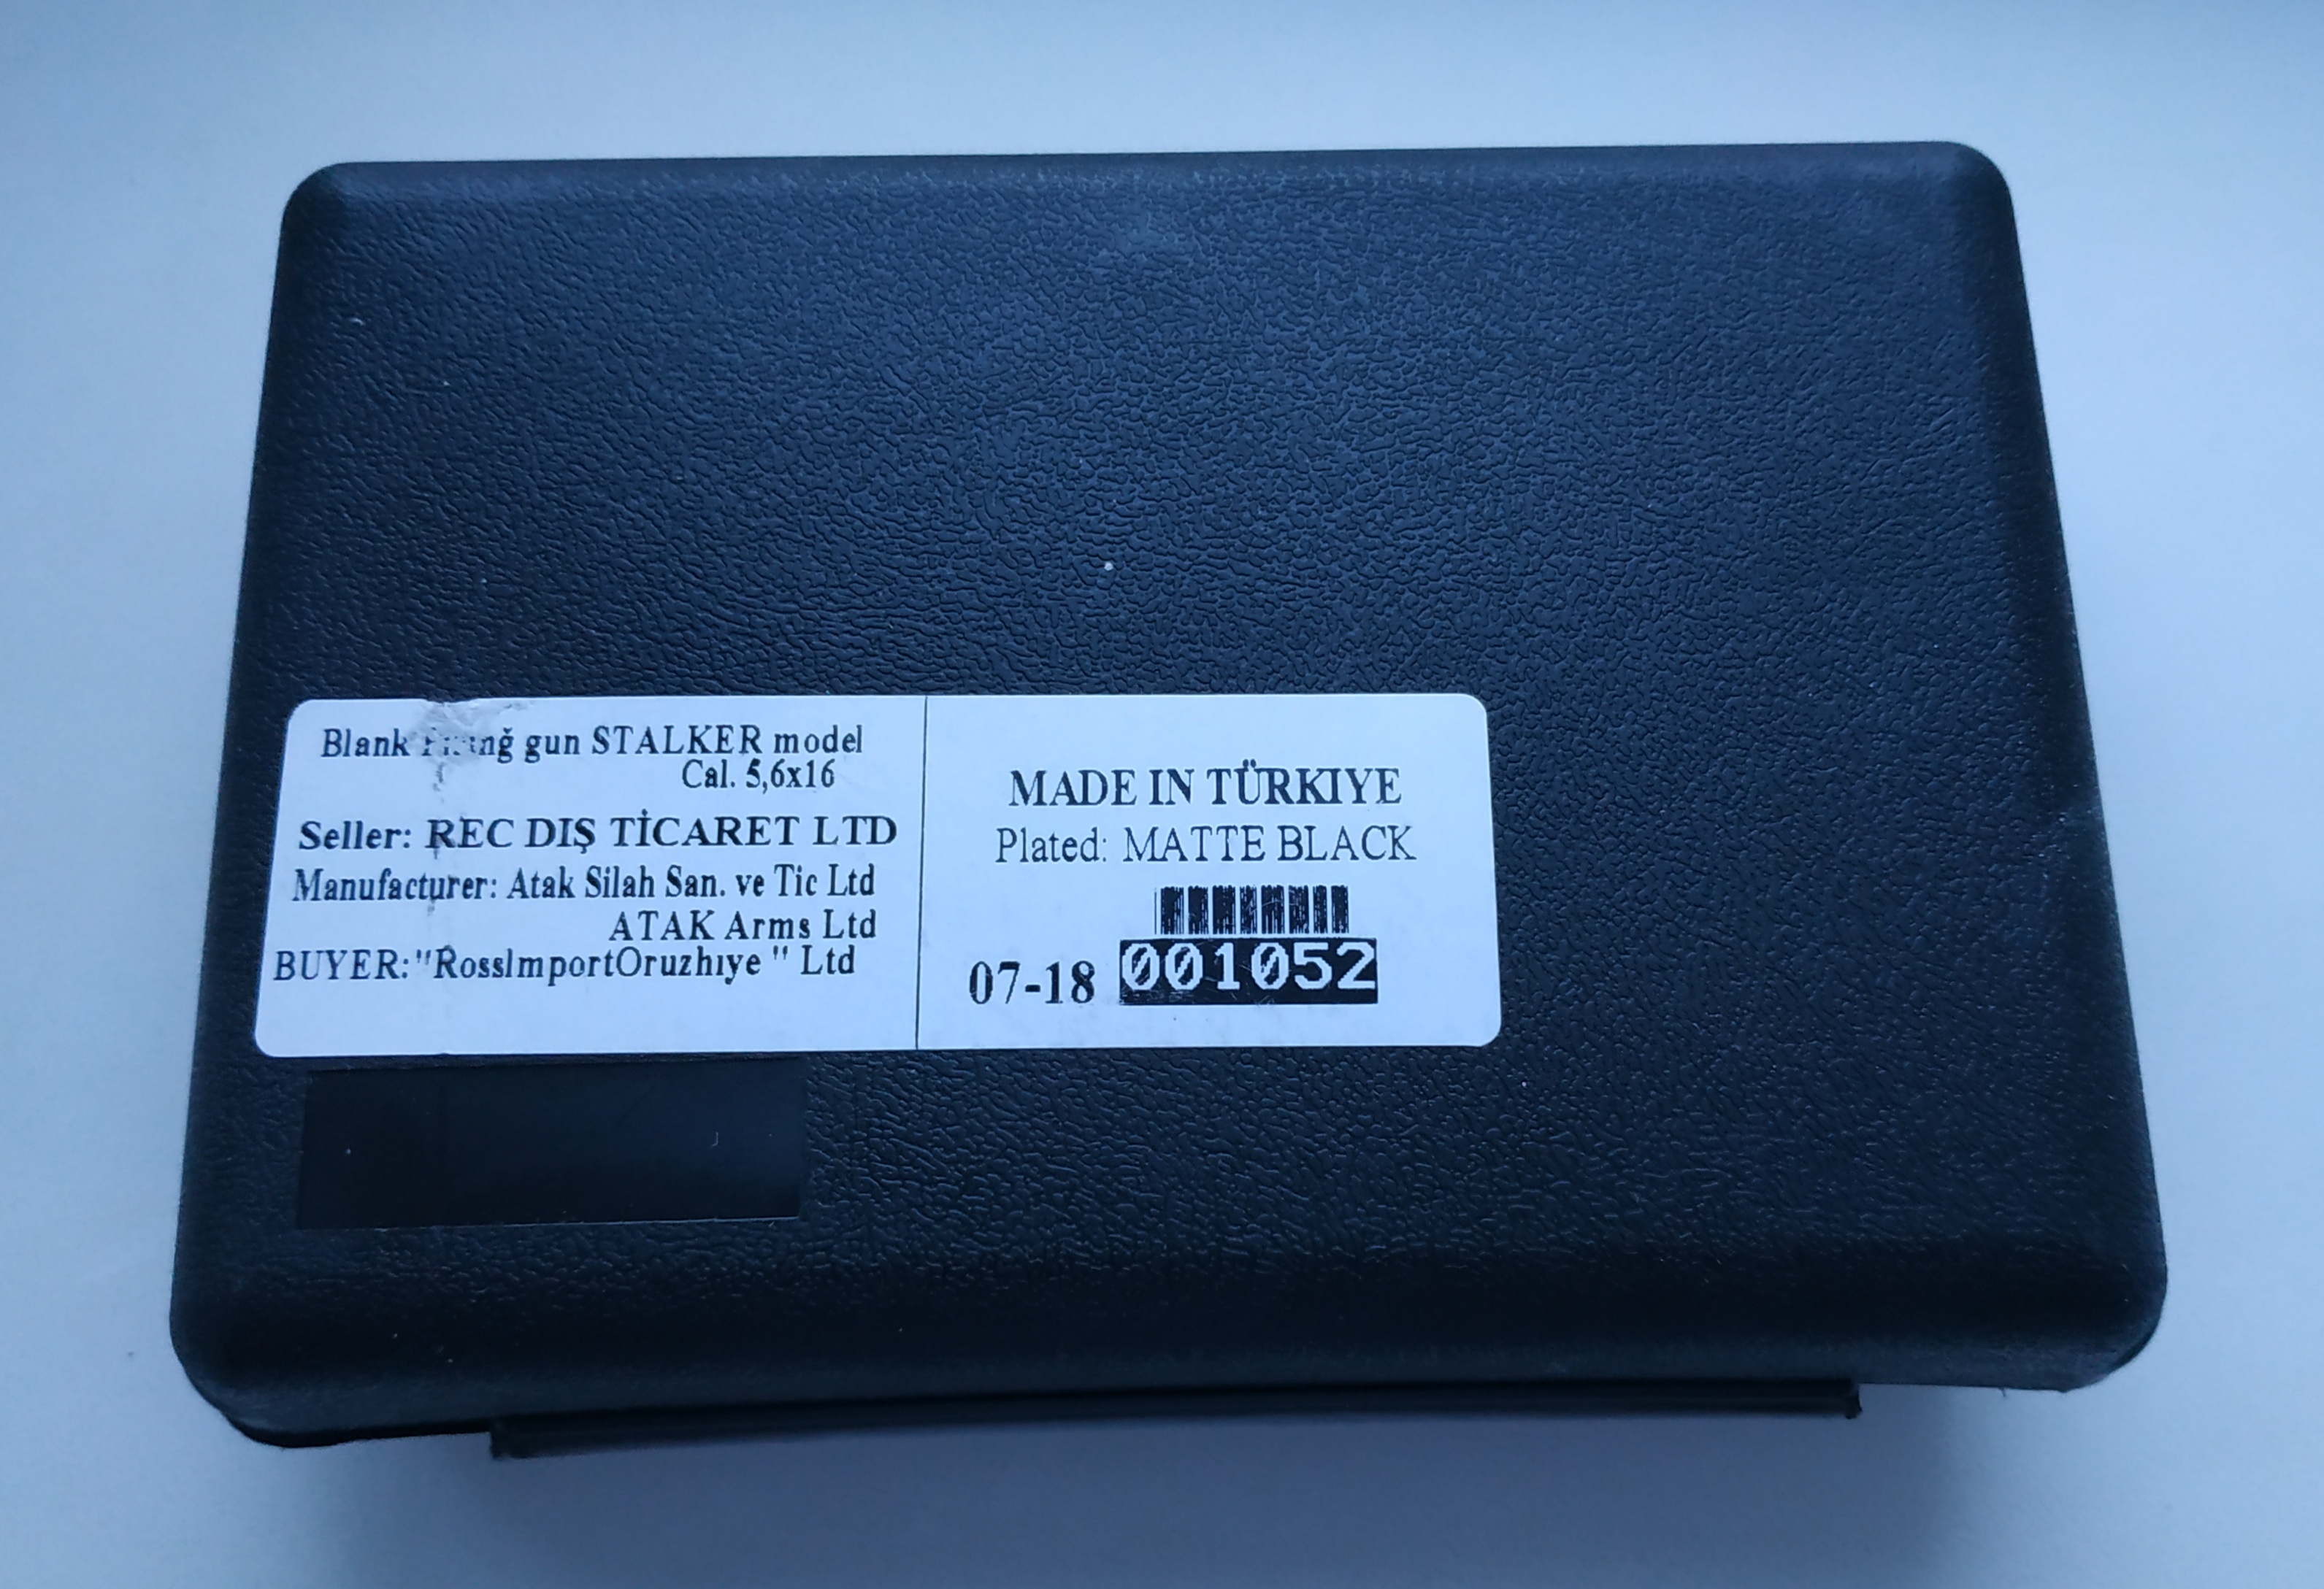 Blank gun STALKER model
Cal. 5,6x16
Seller: REC DIŞ TİCARET LTD
Manufacturer: Atak Silah San. ve Tic Ltd
ATAK Arms Ltd
BUYER:"RossImportOruzhıye " Ltd
MADE IN TÜRKIYE
Plated: MATTE BLACK
07-18 001052